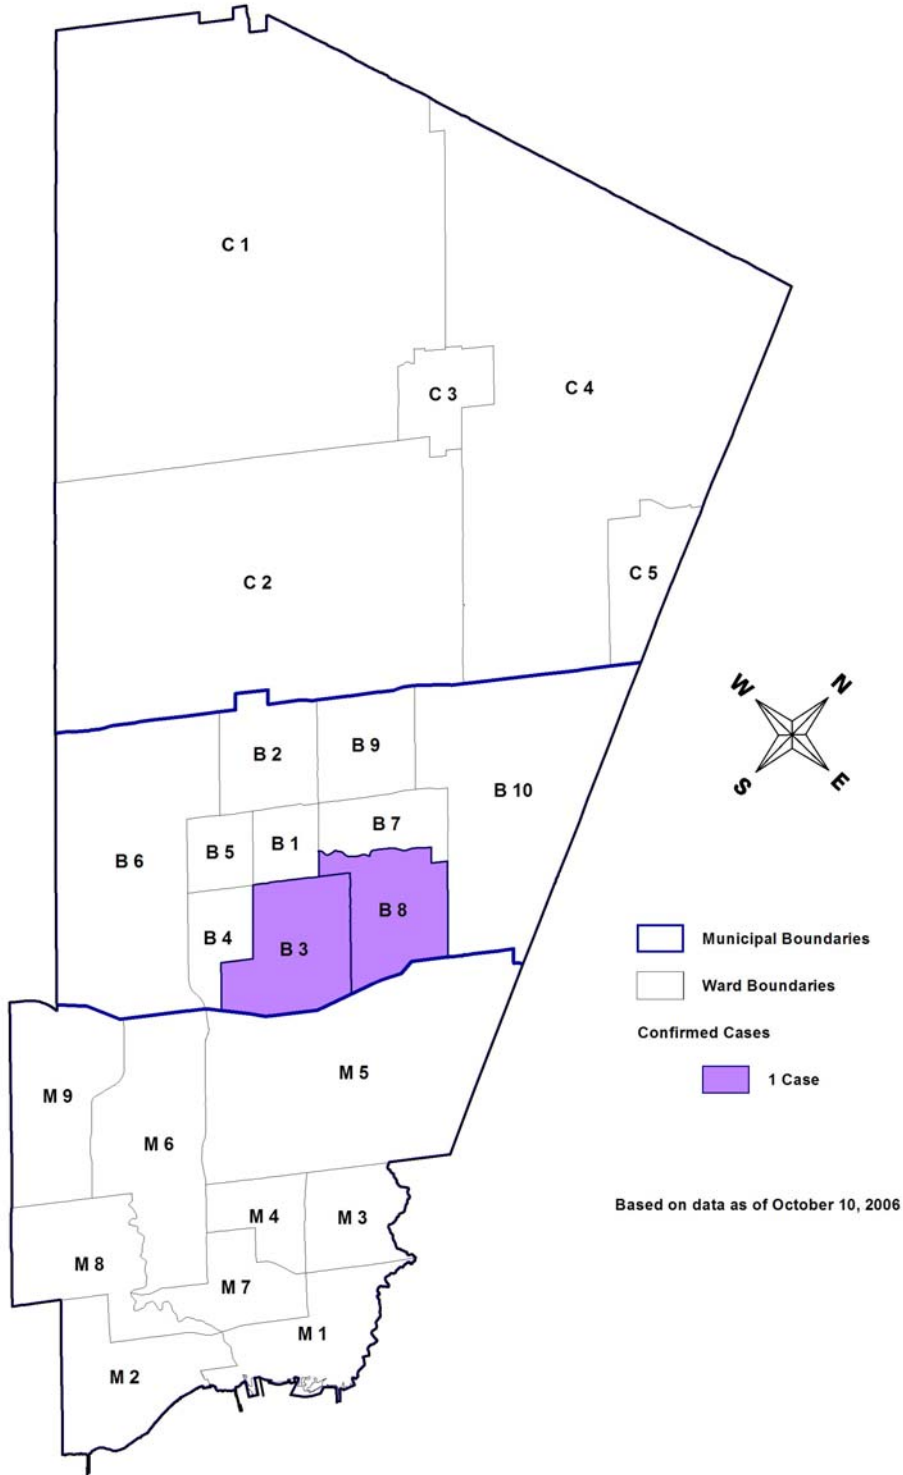 C 1
C 3
C 4
C 2
C 5
W
N
S
E
B 2
B 9
B 10
B 7
B 1
B 5
B 6
B 8
B 4
B 3
Municipal Boundaries
Ward Boundaries
Confirmed Cases
1 Case
M 5
M 9
M 6
Based on data as of October 10, 2006
M 4
M 3
M 8
M 7
M 1
M 2